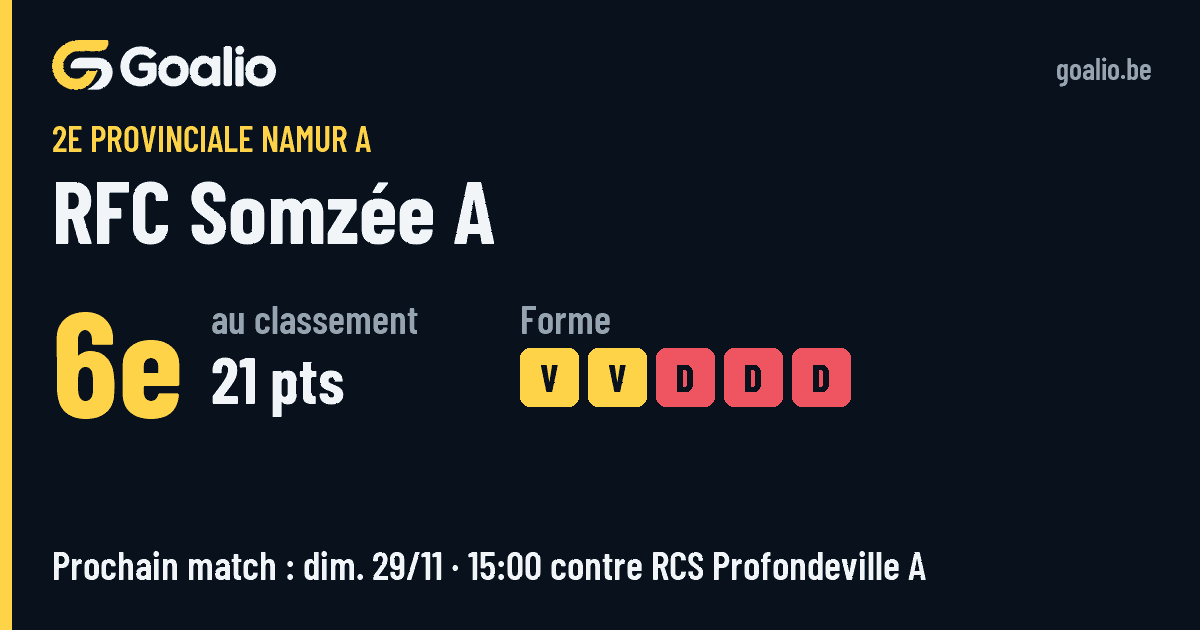 Goalio
goalio.be
2E PROVINCIALE NAMUR A
RFC Somzée A
6e
au classement
21 pts
Forme
V V D D D
Prochain match : dim. 29/11 · 15:00 contre RCS Profondeville A